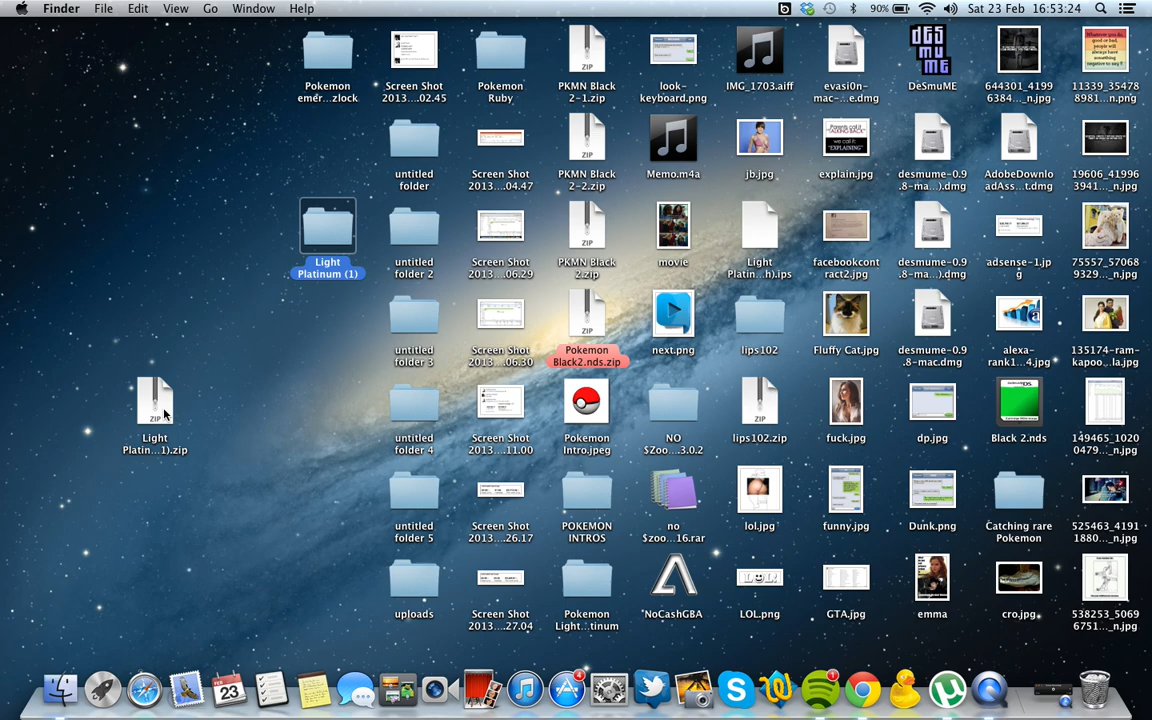 Finder File Edit View Go Window Help
90% Sat 23 Feb 16:53:24
Pokemon
emer...zlock
Screen Shot
2013....02.45
Pokemon
Ruby
ZIP
PKMN Black
2-1.zip
look-
keyboard.png
IMG_1703.aiff
evasi0n-
mac-...e.dmg
DeSmuME
644301_4199
6384..._n.jpg
11339_35478
8981...n.png
untitled
folder
Screen Shot
2013....04.47
ZIP
PKMN Black
2-2.zip
Memo.m4a
jb.jpg
explain.jpg
desmume-0.9
.8-ma...).dmg
AdobeDownlo
adAss...t.dmg
19606_41996
3941..._n.jpg
Light
Platinum (1)
untitled
folder 2
Screen Shot
2013....06.29
ZIP
PKMN Black
2.zip
movie
Light
Platin...h).ips
facebookcont
ract2.jpg
desmume-0.9
.8-ma...).dmg
adsense-1.jp
g
75557_57068
9329..._n.jpg
untitled
folder 3
Screen Shot
2013....06.30
ZIP
Pokemon
Black2.nds.zip
next.png
lips102
Fluffy Cat.jpg
desmume-0.9
.8-mac.dmg
alexa-
rank1...4.jpg
135174-ram-
kapoo...la.jpg
ZIP
Light
Platin...1).zip
untitled
folder 4
Screen Shot
2013....11.00
Pokemon
Intro.jpeg
NO
$Zoo....3.0.2
ZIP
lips102.zip
fuck.jpg
dp.jpg
Black 2.nds
149465_1020
0479..._n.jpg
untitled
folder 5
Screen Shot
2013....26.17
POKEMON
INTROS
no
$zoo....16.rar
lol.jpg
funny.jpg
Dunk.png
Catching rare
Pokemon
525463_4191
1880..._n.jpg
uploads
Screen Shot
2013....27.04
Pokemon
Light...tinum
NoCashGBA
LOL.png
GTA.jpg
emma
cro.jpg
538253_5069
6751..._n.jpg